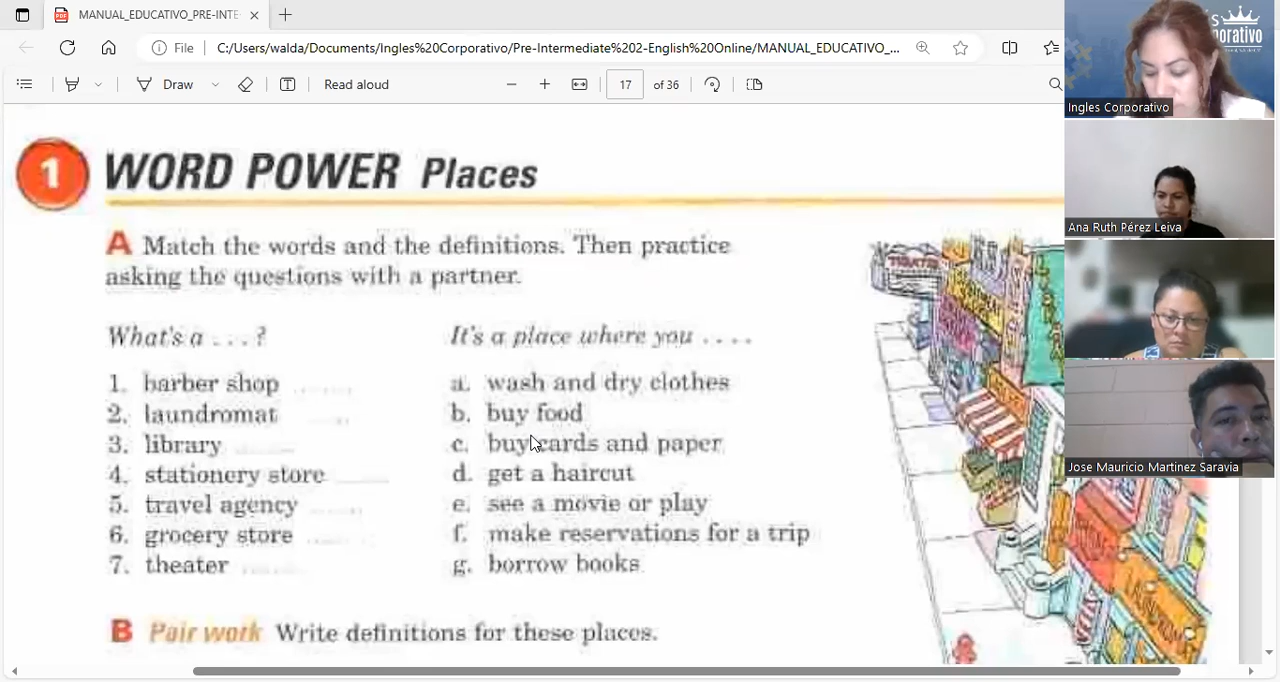 MANUAL_EDUCATIVO_PRE-INTE
File
C:/Users/walda/Documents/Ingles%20Corporativo/Pre-Intermediate%202-English%20Online/MANUAL_EDUCATIVO_...
Draw
Read aloud
17 of 36
1 WORD POWER Places
A Match the words and the definitions. Then practice
asking the questions with a partner.
What's a . . . ?
1. barber shop ........
2. laundromat ........
3. library ........
4. stationery store ........
5. travel agency ........
6. grocery store ........
7. theater ........
It's a place where you . . . .
a. wash and dry clothes
b. buy food
c. buy cards and paper
d. get a haircut
e. see a movie or play
f. make reservations for a trip
g. borrow books
B Pair work Write definitions for these places.
THEATER
Ingles Corporativo
Ana Ruth Pérez Leiva
Jose Mauricio Martinez Saravia